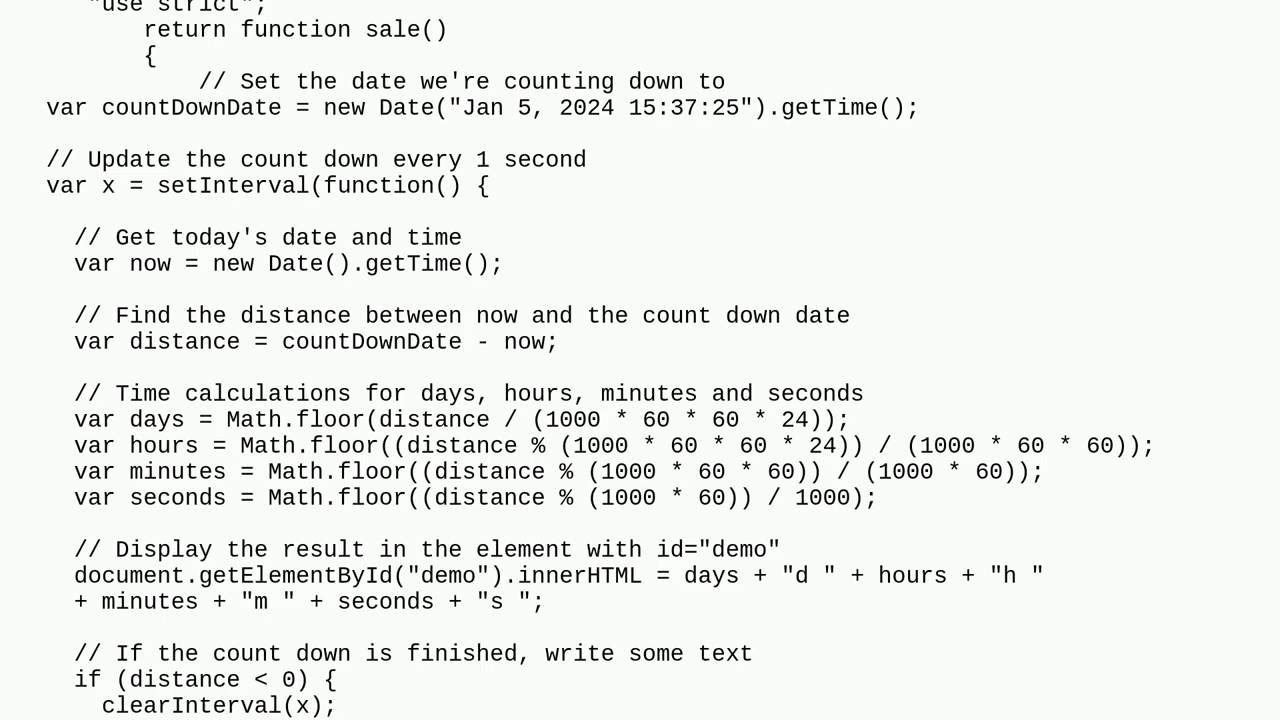 "use strict";
return function sale()
{
// Set the date we're counting down to
var countDownDate = new Date("Jan 5, 2024 15:37:25").getTime();
// Update the count down every 1 second
var x = setInterval(function() {
// Get today's date and time
var now = new Date().getTime();
// Find the distance between now and the count down date
var distance = countDownDate - now;
// Time calculations for days, hours, minutes and seconds
var days = Math.floor(distance / (1000 * 60 * 60 * 24));
var hours = Math.floor((distance % (1000 * 60 * 60 * 24)) / (1000 * 60 * 60));
var minutes = Math.floor((distance % (1000 * 60 * 60)) / (1000 * 60));
var seconds = Math.floor((distance % (1000 * 60)) / 1000);
// Display the result in the element with id="demo"
document.getElementById("demo").innerHTML = days + "d " + hours + "h "
+ minutes + "m " + seconds + "s ";
// If the count down is finished, write some text
if (distance < 0) {
clearInterval(x);